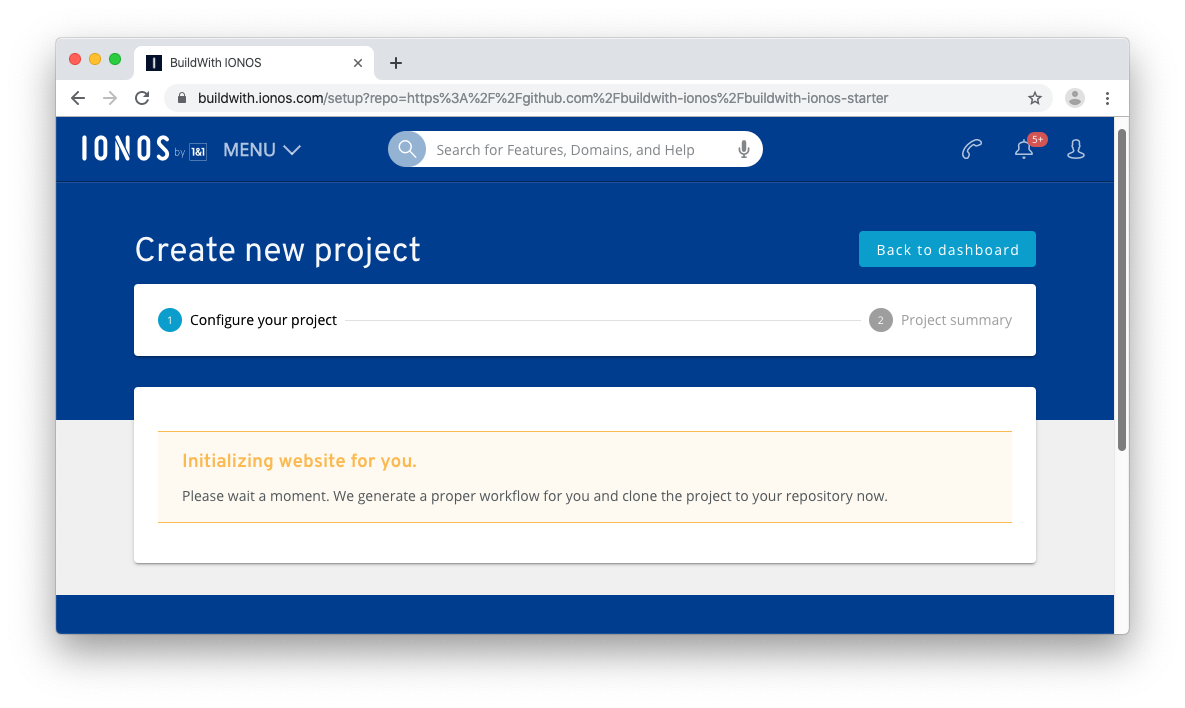 BuildWith IONOS
buildwith.ionos.com/setup?repo=https%3A%2F%2Fgithub.com%2Fbuildwith-ionos%2Fbuildwith-ionos-starter
IONOS by 1&1 MENU
Search for Features, Domains, and Help
5+
Create new project
Back to dashboard
1 Configure your project
2 Project summary
Initializing website for you.
Please wait a moment. We generate a proper workflow for you and clone the project to your repository now.